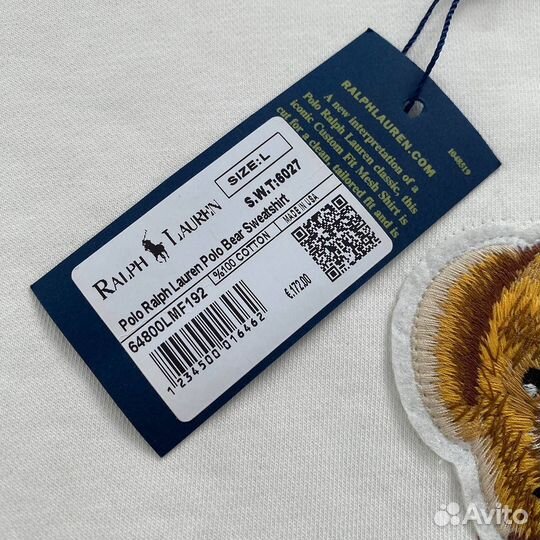 RALPHLAUREN.COM
A new interpretation of a
Polo Ralph Lauren classic, this
iconic Custom Fit Mesh Shirt is
cut for a clean, tailored fit and is
1048519
RALPH LAUREN
SIZE:L
S.W.T:6027
Polo Ralph Lauren Polo Bear Sweatshirt
64800LMF192
%100 COTTON
MADE IN USA
€172.00
1 234500 016462
Avito